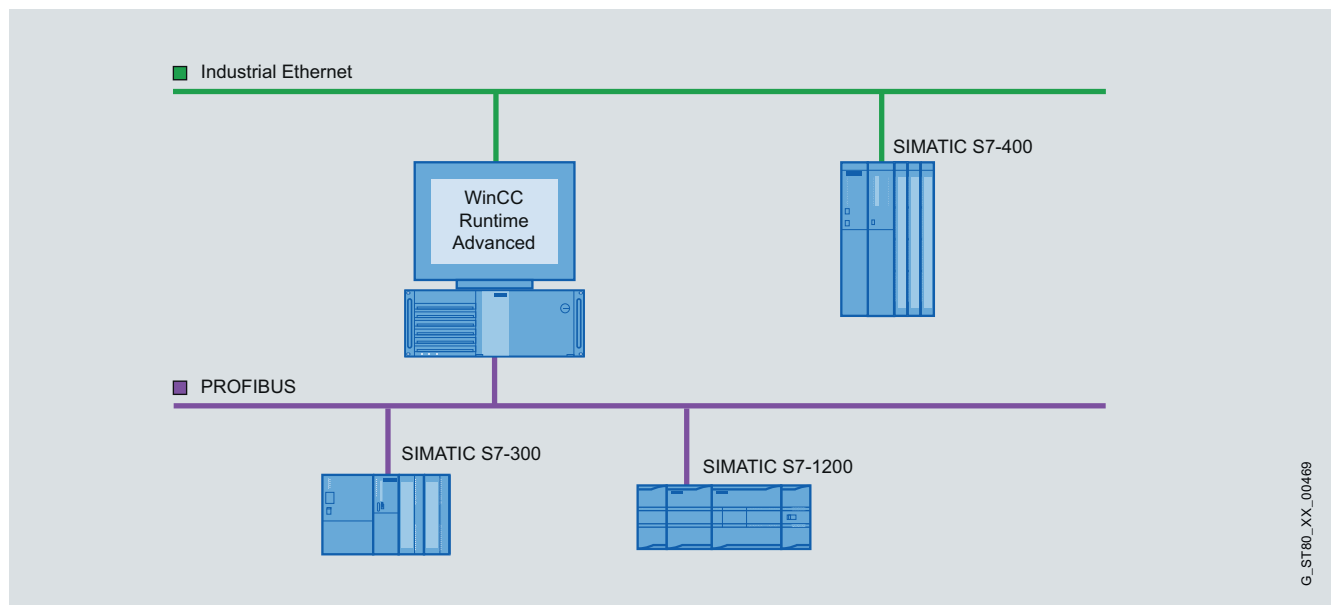 Industrial Ethernet
SIMATIC S7-400
WinCC
Runtime
Advanced
PROFIBUS
SIMATIC S7-300
SIMATIC S7-1200
G_ST80_XX_00469